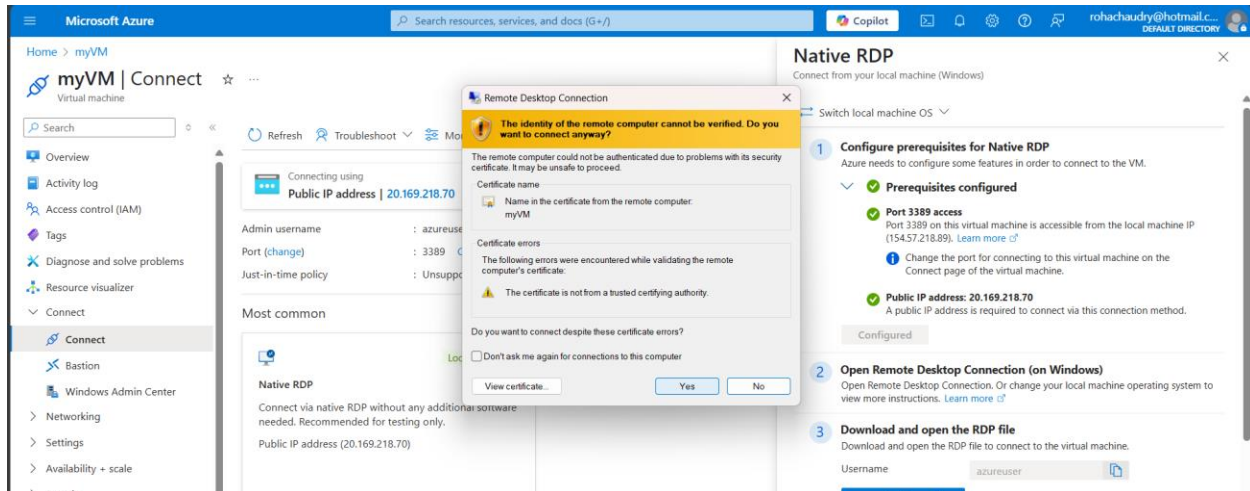 Microsoft Azure
Search resources, services, and docs (G+/)
Copilot
rohachaudry@hotmail.c...
DEFAULT DIRECTORY
Home > myVM
myVM | Connect
Virtual machine
Search
Overview
Activity log
Access control (IAM)
Tags
Diagnose and solve problems
Resource visualizer
Connect
Connect
Bastion
Windows Admin Center
Networking
Settings
Availability + scale
Refresh
Troubleshoot
Connecting using
Public IP address | 20.169.218.70
Admin username : azureuse
Port (change) : 3389
Just-in-time policy : Unsuppo
Most common
Native RDP
Connect via native RDP without any additional software
needed. Recommended for testing only.
Public IP address (20.169.218.70)
Remote Desktop Connection
The identity of the remote computer cannot be verified. Do you
want to connect anyway?
The remote computer could not be authenticated due to problems with its security
certificate. It may be unsafe to proceed.
Certificate name
Name in the certificate from the remote computer:
myVM
Certificate errors
The following errors were encountered while validating the remote
computer's certificate:
The certificate is not from a trusted certifying authority.
Do you want to connect despite these certificate errors?
Don't ask me again for connections to this computer
View certificate...
Yes
No
Native RDP
Connect from your local machine (Windows)
Switch local machine OS
1 Configure prerequisites for Native RDP
Azure needs to configure some features in order to connect to the VM.
Prerequisites configured
Port 3389 access
Port 3389 on this virtual machine is accessible from the local machine IP
(154.57.218.89). Learn more
Change the port for connecting to this virtual machine on the
Connect page of the virtual machine.
Public IP address: 20.169.218.70
A public IP address is required to connect via this connection method.
Configured
2 Open Remote Desktop Connection (on Windows)
Open Remote Desktop Connection. Or change your local machine operating system to
view more instructions. Learn more
3 Download and open the RDP file
Download and open the RDP file to connect to the virtual machine.
Username
azureuser